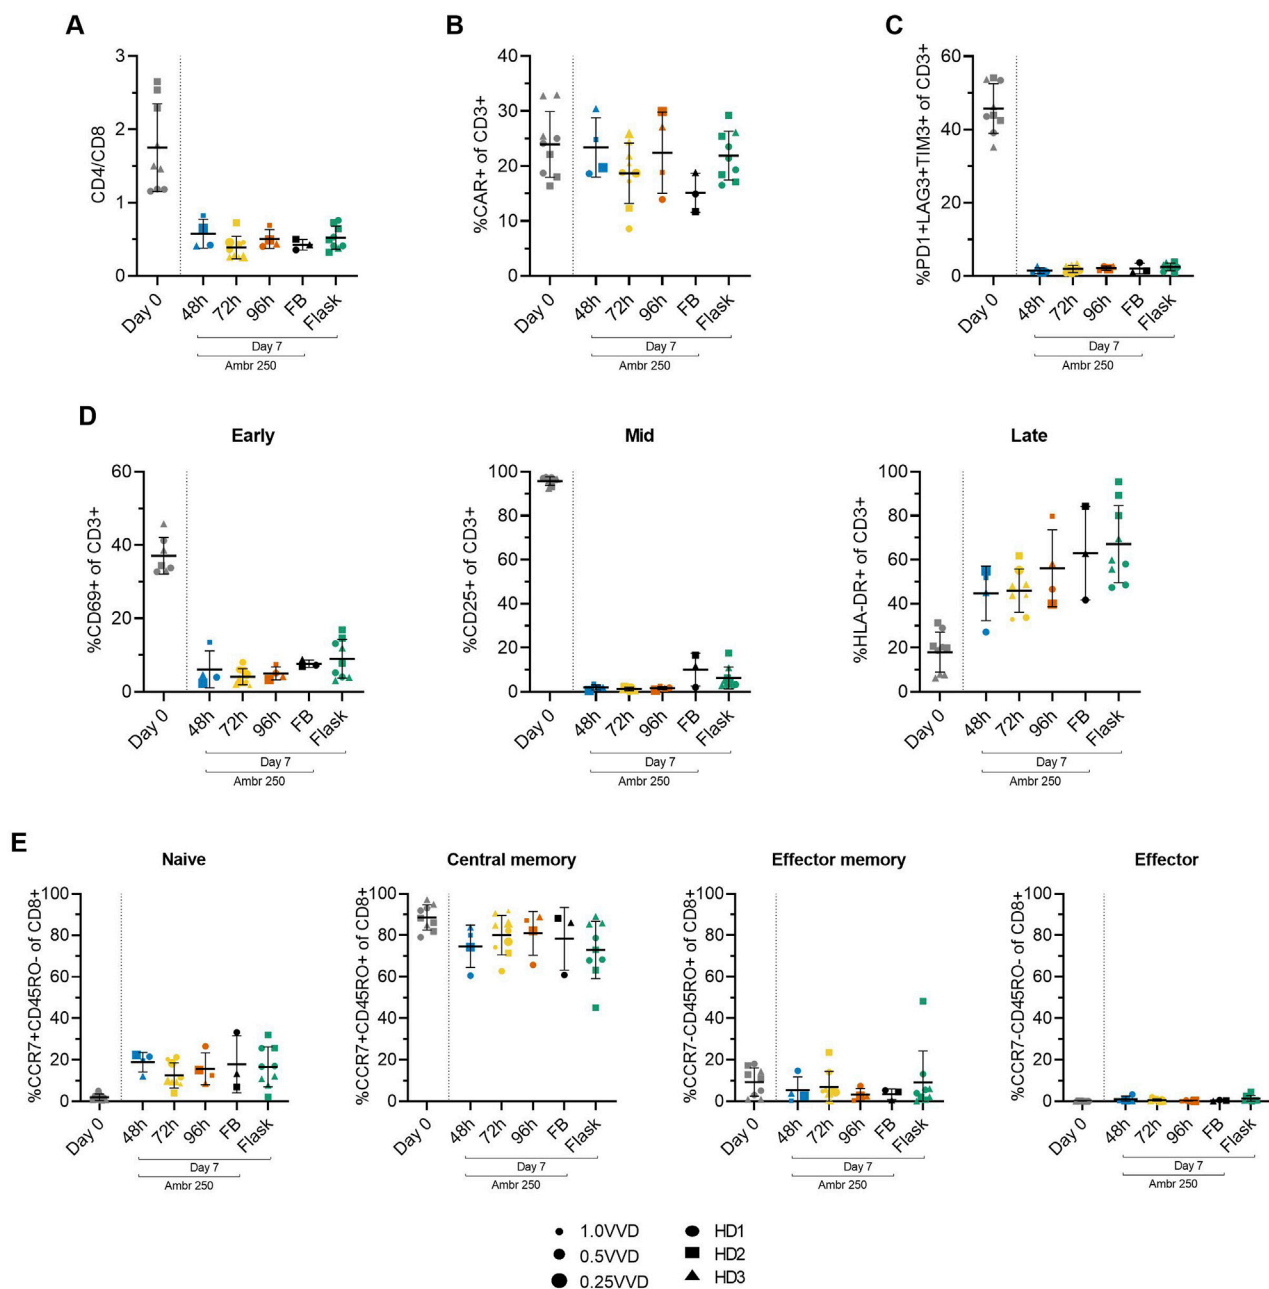 A
3
2
1
0
CD4/CD8
Day 0
48h
72h
96h
FB
Flask
Day 7
Ambr 250
B
40
30
20
10
0
%CAR+ of CD3+
Day 0
48h
72h
96h
FB
Flask
Day 7
Ambr 250
C
60
40
20
0
%PD1+LAG3+TIM3+ of CD3+
Day 0
48h
72h
96h
FB
Flask
Day 7
Ambr 250
D
Early
60
40
20
0
%CD69+ of CD3+
Day 0
48h
72h
96h
FB
Flask
Day 7
Ambr 250
Mid
100
80
60
40
20
0
%CD25+ of CD3+
Day 0
48h
72h
96h
FB
Flask
Day 7
Ambr 250
Late
100
80
60
40
20
0
%HLA-DR+ of CD3+
Day 0
48h
72h
96h
FB
Flask
Day 7
Ambr 250
E
Naive
100
80
60
40
20
0
%CCR7+CD45RO- of CD8+
Day 0
48h
72h
96h
FB
Flask
Day 7
Ambr 250
Central memory
100
80
60
40
20
0
%CCR7+CD45RO+ of CD8+
Day 0
48h
72h
96h
FB
Flask
Day 7
Ambr 250
Effector memory
100
80
60
40
20
0
%CCR7-CD45RO+ of CD8+
Day 0
48h
72h
96h
FB
Flask
Day 7
Ambr 250
Effector
100
80
60
40
20
0
%CCR7-CD45RO- of CD8+
Day 0
48h
72h
96h
FB
Flask
Day 7
Ambr 250
1.0VVD
0.5VVD
0.25VVD
HD1
HD2
HD3